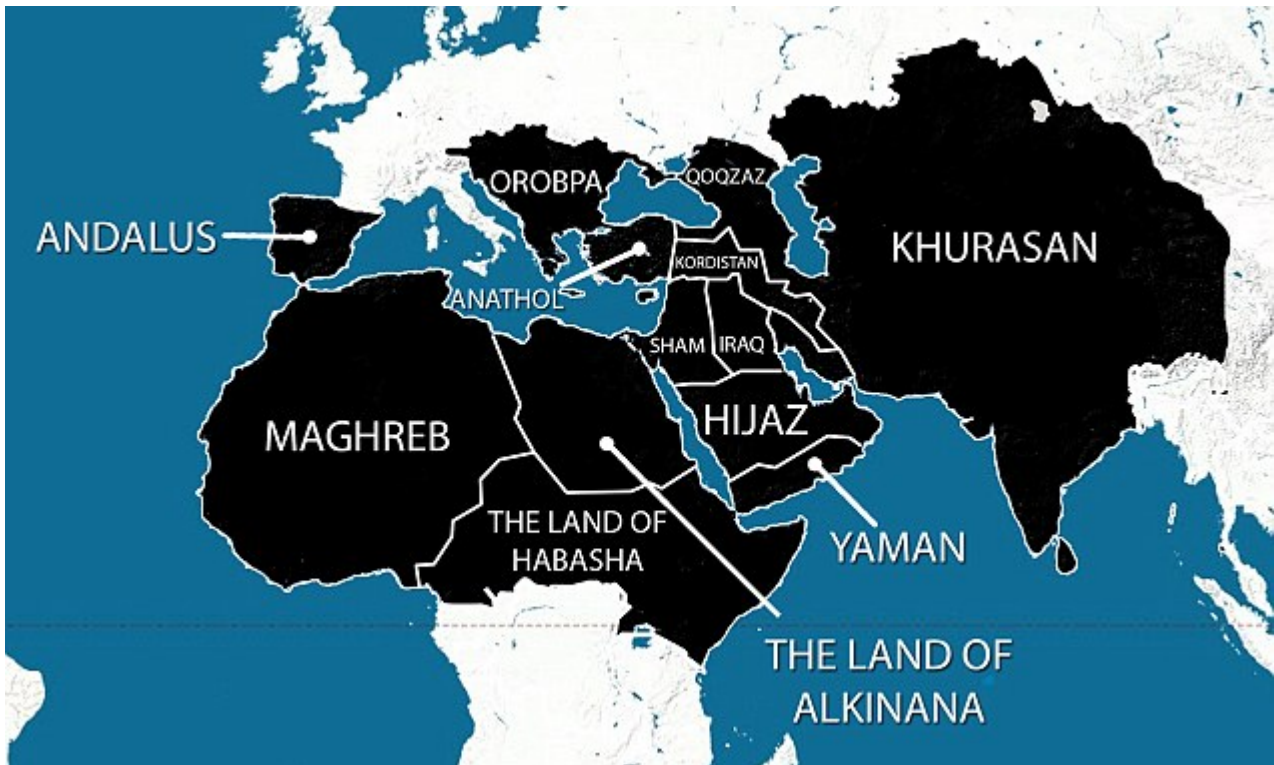 OROBPA
QOQZAZ
ANDALUS
KHURASAN
KORDISTAN
ANATHOL
SHAM
IRAQ
MAGHREB
HIJAZ
THE LAND OF
HABASHA
YAMAN
THE LAND OF
ALKINANA